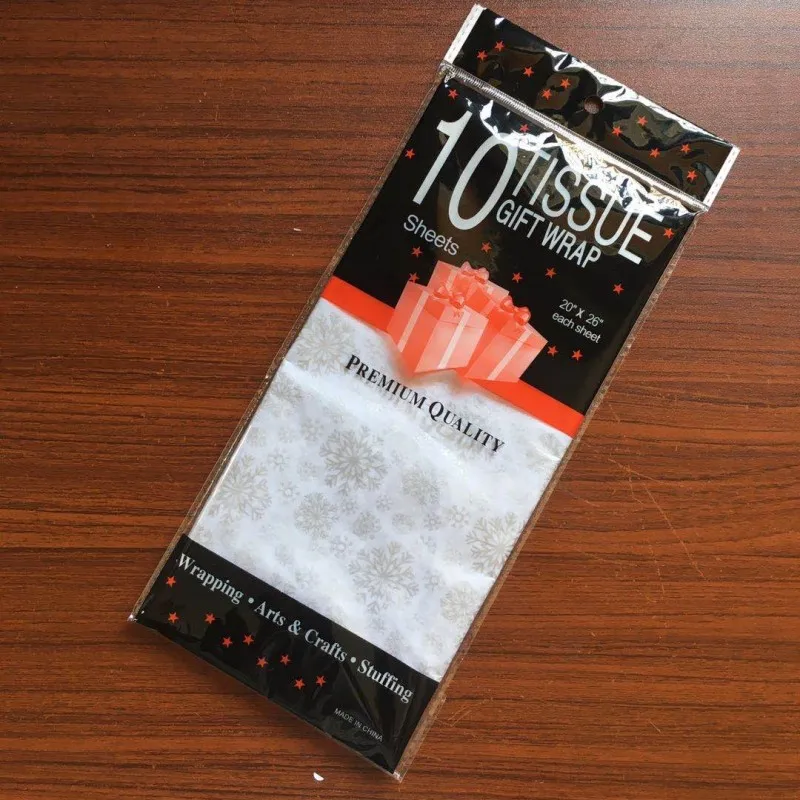 10 TISSUE
Sheets GIFT WRAP
20" x 26"
each sheet
PREMIUM QUALITY
Wrapping • Arts & Crafts • Stuffing
MADE IN CHINA